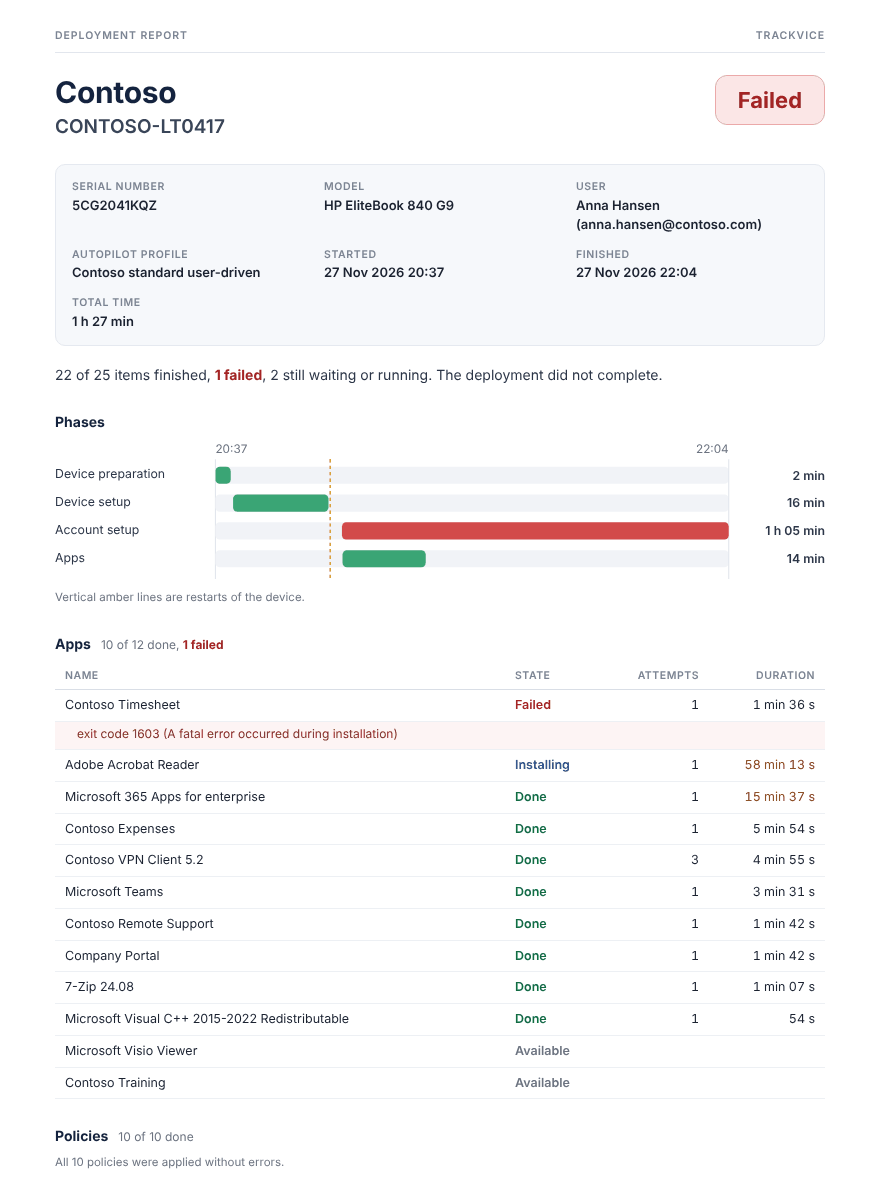 DEPLOYMENT REPORT TRACKVICE
Contoso Failed
CONTOSO-LT0417
SERIAL NUMBER MODEL USER
5CG2041KQZ HP EliteBook 840 G9 Anna Hansen
(anna.hansen@contoso.com)
AUTOPILOT PROFILE STARTED FINISHED
Contoso standard user-driven 27 Nov 2026 20:37 27 Nov 2026 22:04
TOTAL TIME
1 h 27 min
22 of 25 items finished, 1 failed, 2 still waiting or running. The deployment did not complete.
Phases
20:37 22:04
Device preparation 2 min
Device setup 16 min
Account setup 1 h 05 min
Apps 14 min
Vertical amber lines are restarts of the device.
Apps 10 of 12 done, 1 failed
NAME STATE ATTEMPTS DURATION
Contoso Timesheet Failed 1 1 min 36 s
exit code 1603 (A fatal error occurred during installation)
Adobe Acrobat Reader Installing 1 58 min 13 s
Microsoft 365 Apps for enterprise Done 1 15 min 37 s
Contoso Expenses Done 1 5 min 54 s
Contoso VPN Client 5.2 Done 3 4 min 55 s
Microsoft Teams Done 1 3 min 31 s
Contoso Remote Support Done 1 1 min 42 s
Company Portal Done 1 1 min 42 s
7-Zip 24.08 Done 1 1 min 07 s
Microsoft Visual C++ 2015-2022 Redistributable Done 1 54 s
Microsoft Visio Viewer Available
Contoso Training Available
Policies 10 of 10 done
All 10 policies were applied without errors.